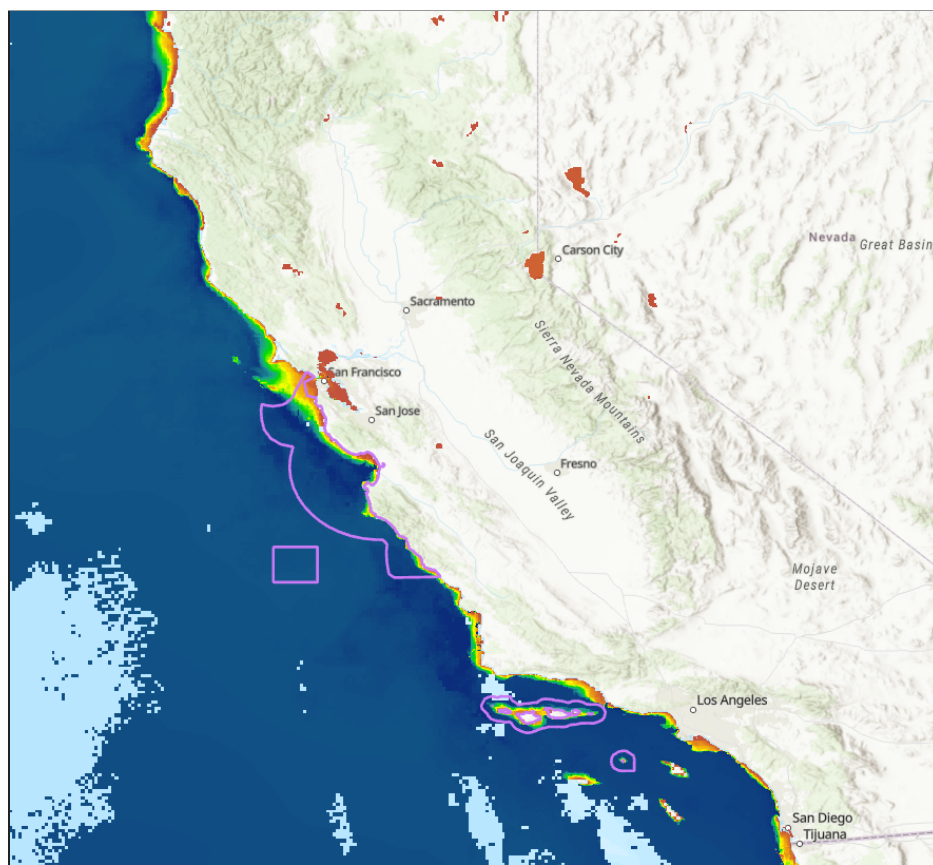 Nevada
Great Basin
Carson City
Sacramento
Sierra Nevada Mountains
San Francisco
San Jose
San Joaquin Valley
Fresno
Mojave
Desert
Los Angeles
San Diego
Tijuana